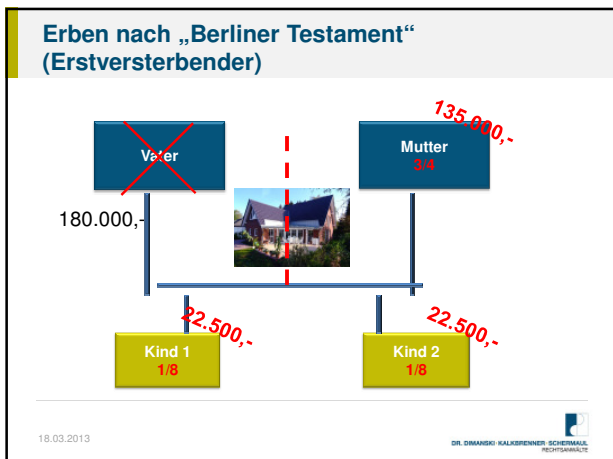 Erben nach „Berliner Testament“
(Erstversterbender)
135.000,-
Vater
Mutter
3/4
180.000,-
22.500,-
22.500,-
Kind 1
1/8
Kind 2
1/8
18.03.2013
DR. DIMANSKI·KALKBRENNER·SCHERMAUL
RECHTSANWÄLTE